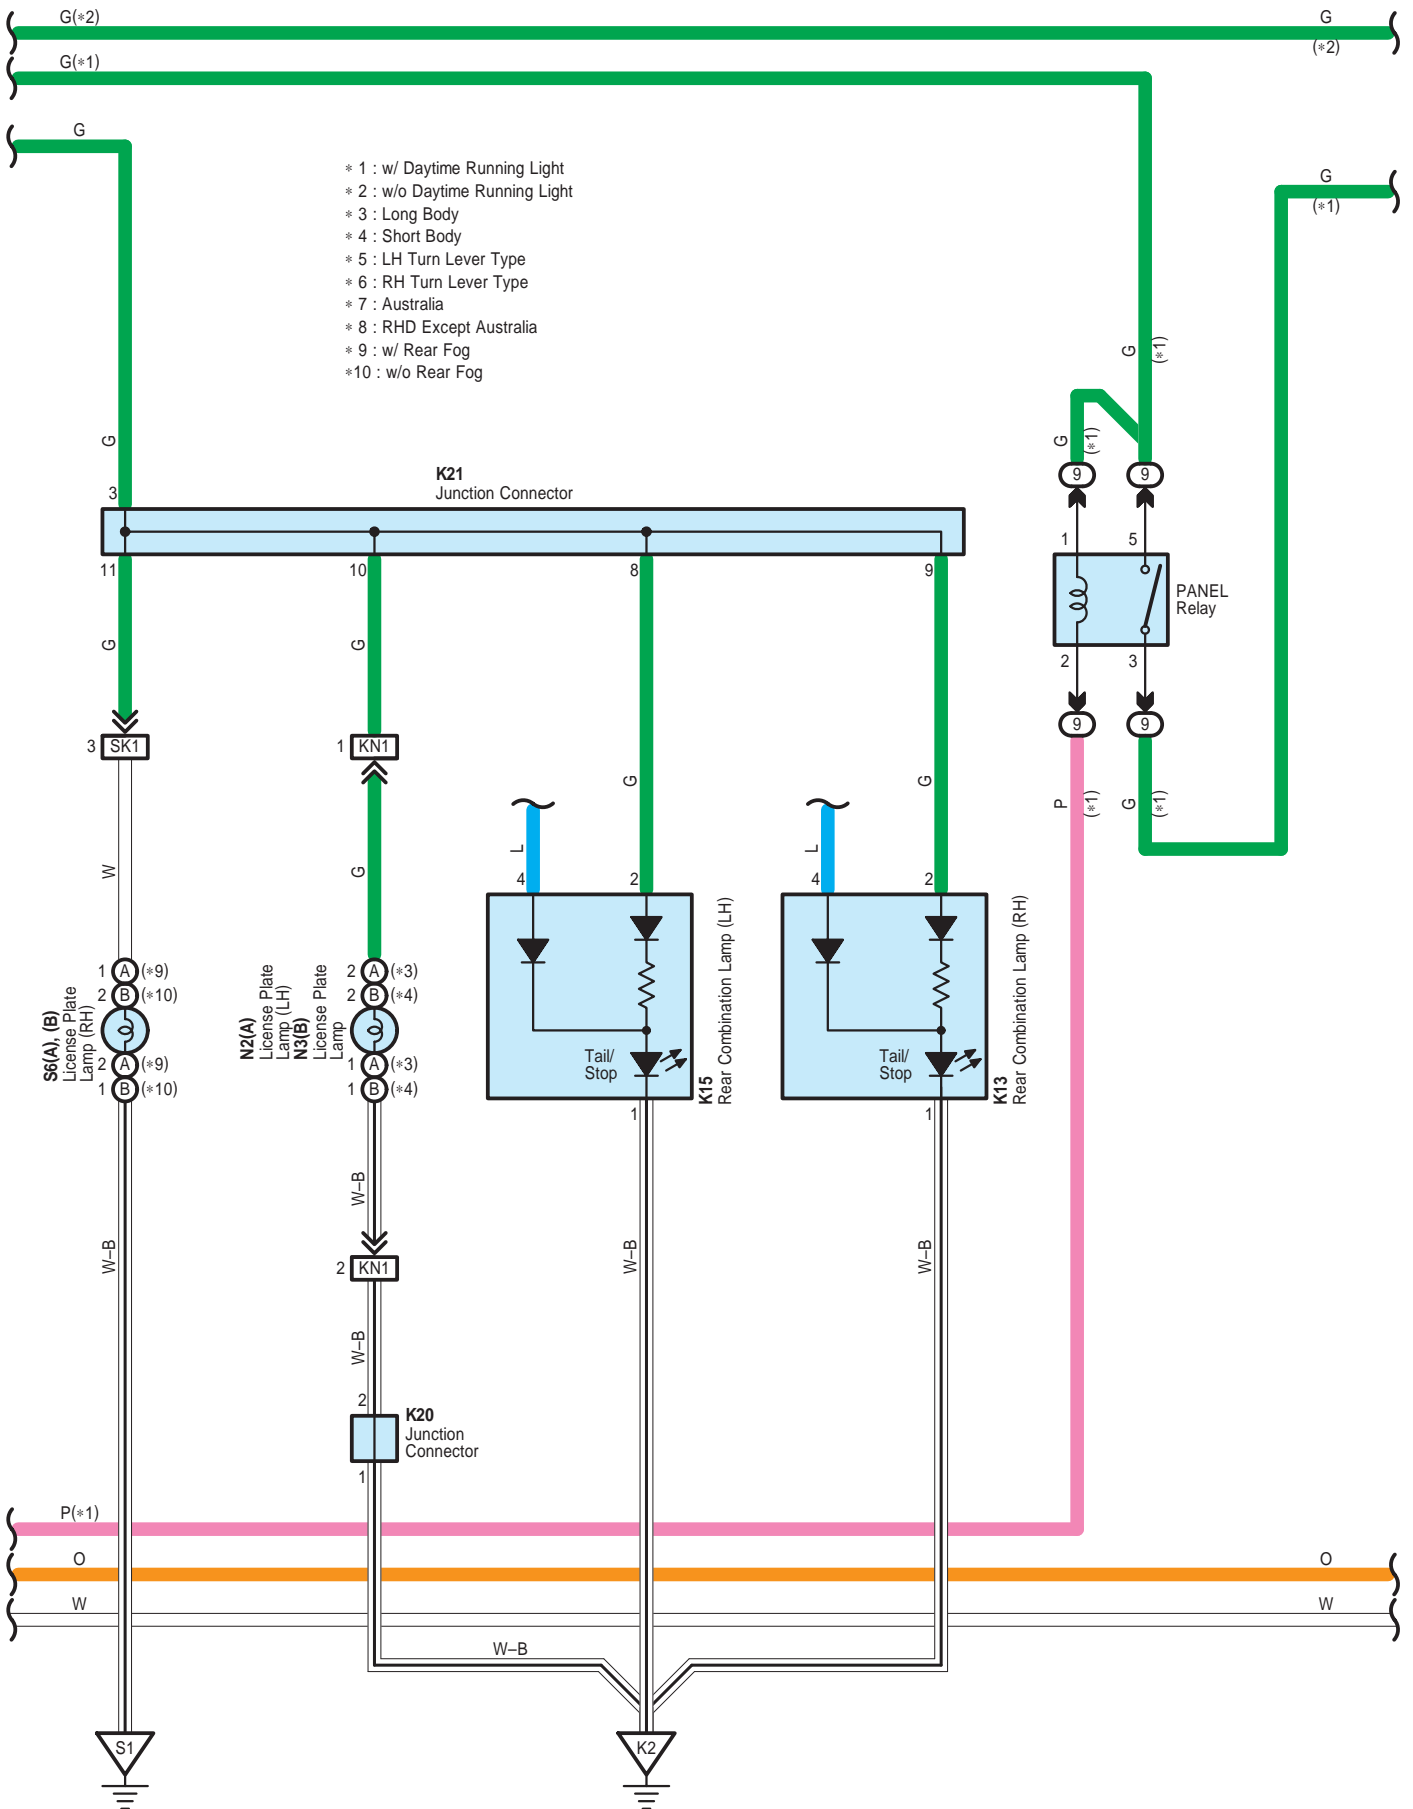 G(*2)
G
(*2)
G(*1)
G
G
(*1)
* 1 : w/ Daytime Running Light
* 2 : w/o Daytime Running Light
* 3 : Long Body
* 4 : Short Body
* 5 : LH Turn Lever Type
* 6 : RH Turn Lever Type
* 7 : Australia
* 8 : RHD Except Australia
* 9 : w/ Rear Fog
*10 : w/o Rear Fog
G
(*1)
G
(*1)
G
K21
Junction Connector
3
9
9
1
5
11
10
8
9
PANEL
Relay
G
G
2
3
9
9
3
SK1
1
KN1
G
G
P
(*1)
G
(*1)
W
G
L
L
4
2
4
2
1
A
(*9)
2
B
(*10)
S6(A), (B)
License Plate
Lamp (RH)
2
A
(*9)
1
B
(*10)
2
A
(*3)
2
B
(*4)
N2(A)
License Plate
Lamp (LH)
N3(B)
License Plate
Lamp
1
A
(*3)
1
B
(*4)
Tail/
Stop
K15
Rear Combination Lamp (LH)
Tail/
Stop
K13
Rear Combination Lamp (RH)
1
1
W–B
W–B
W–B
W–B
2
KN1
W–B
2
K20
Junction
Connector
1
P(*1)
O
O
W
W
W–B
S1
K2